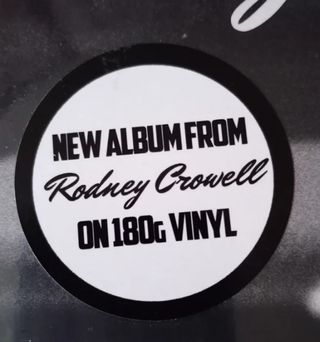 NEW ALBUM FROM
Rodney Crowell
ON 180G VINYL